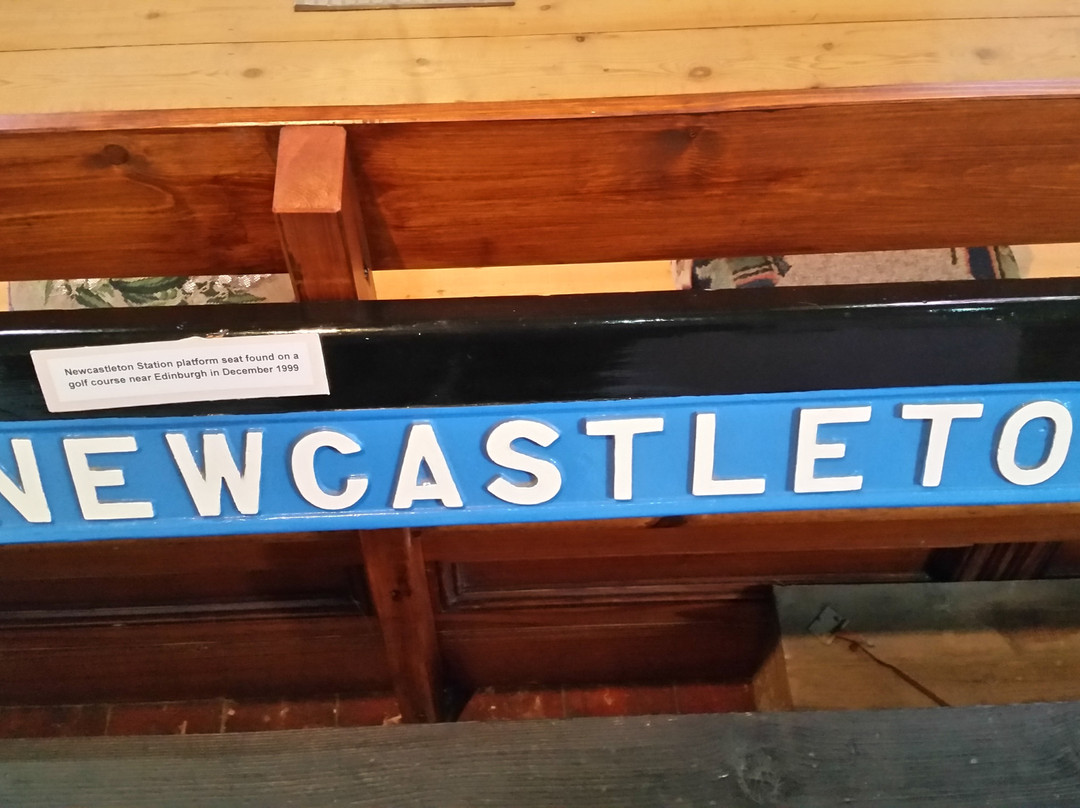 Newcastleton Station platform seat found on a
golf course near Edinburgh in December 1999
NEWCASTLETO